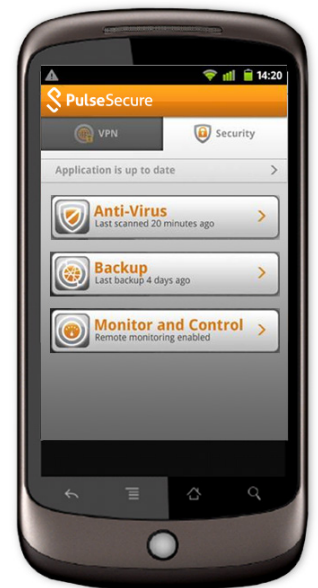 14:20
PulseSecure
VPN
Security
Application is up to date
Anti-Virus
Last scanned 20 minutes ago
Backup
Last backup 4 days ago
Monitor and Control
Remote monitoring enabled